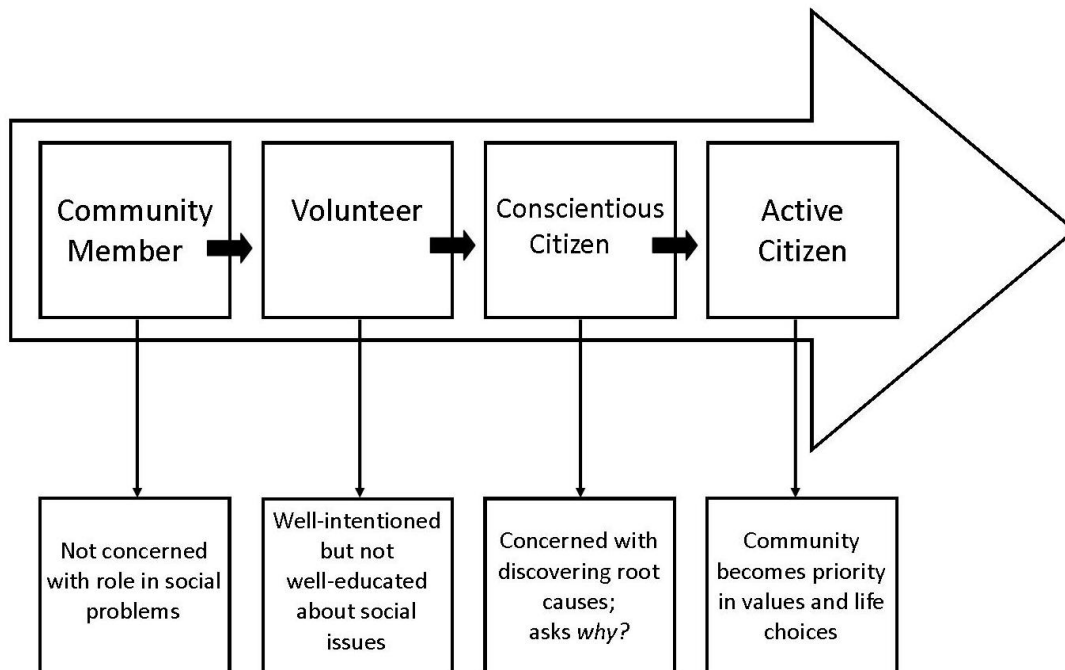 Community
Member
Volunteer
Conscientious
Citizen
Active
Citizen
Not concerned
with role in social
problems
Well-intentioned
but not
well-educated
about social
issues
Concerned with
discovering root
causes;
asks why?
Community
becomes priority
in values and life
choices